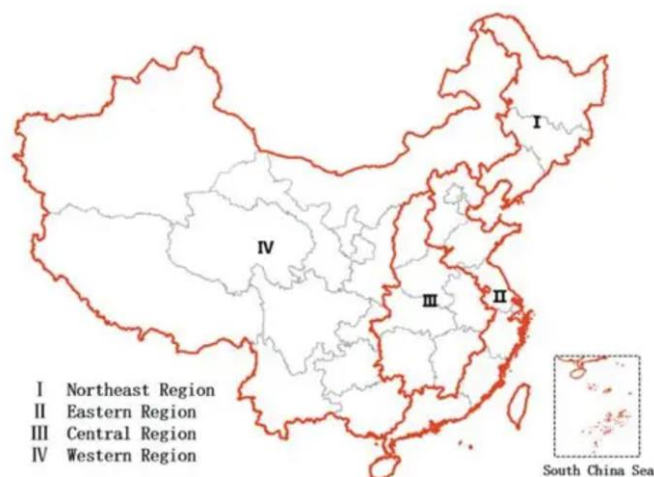 I
IV
III
II
I Northeast Region
II Eastern Region
III Central Region
IV Western Region
South China Sea